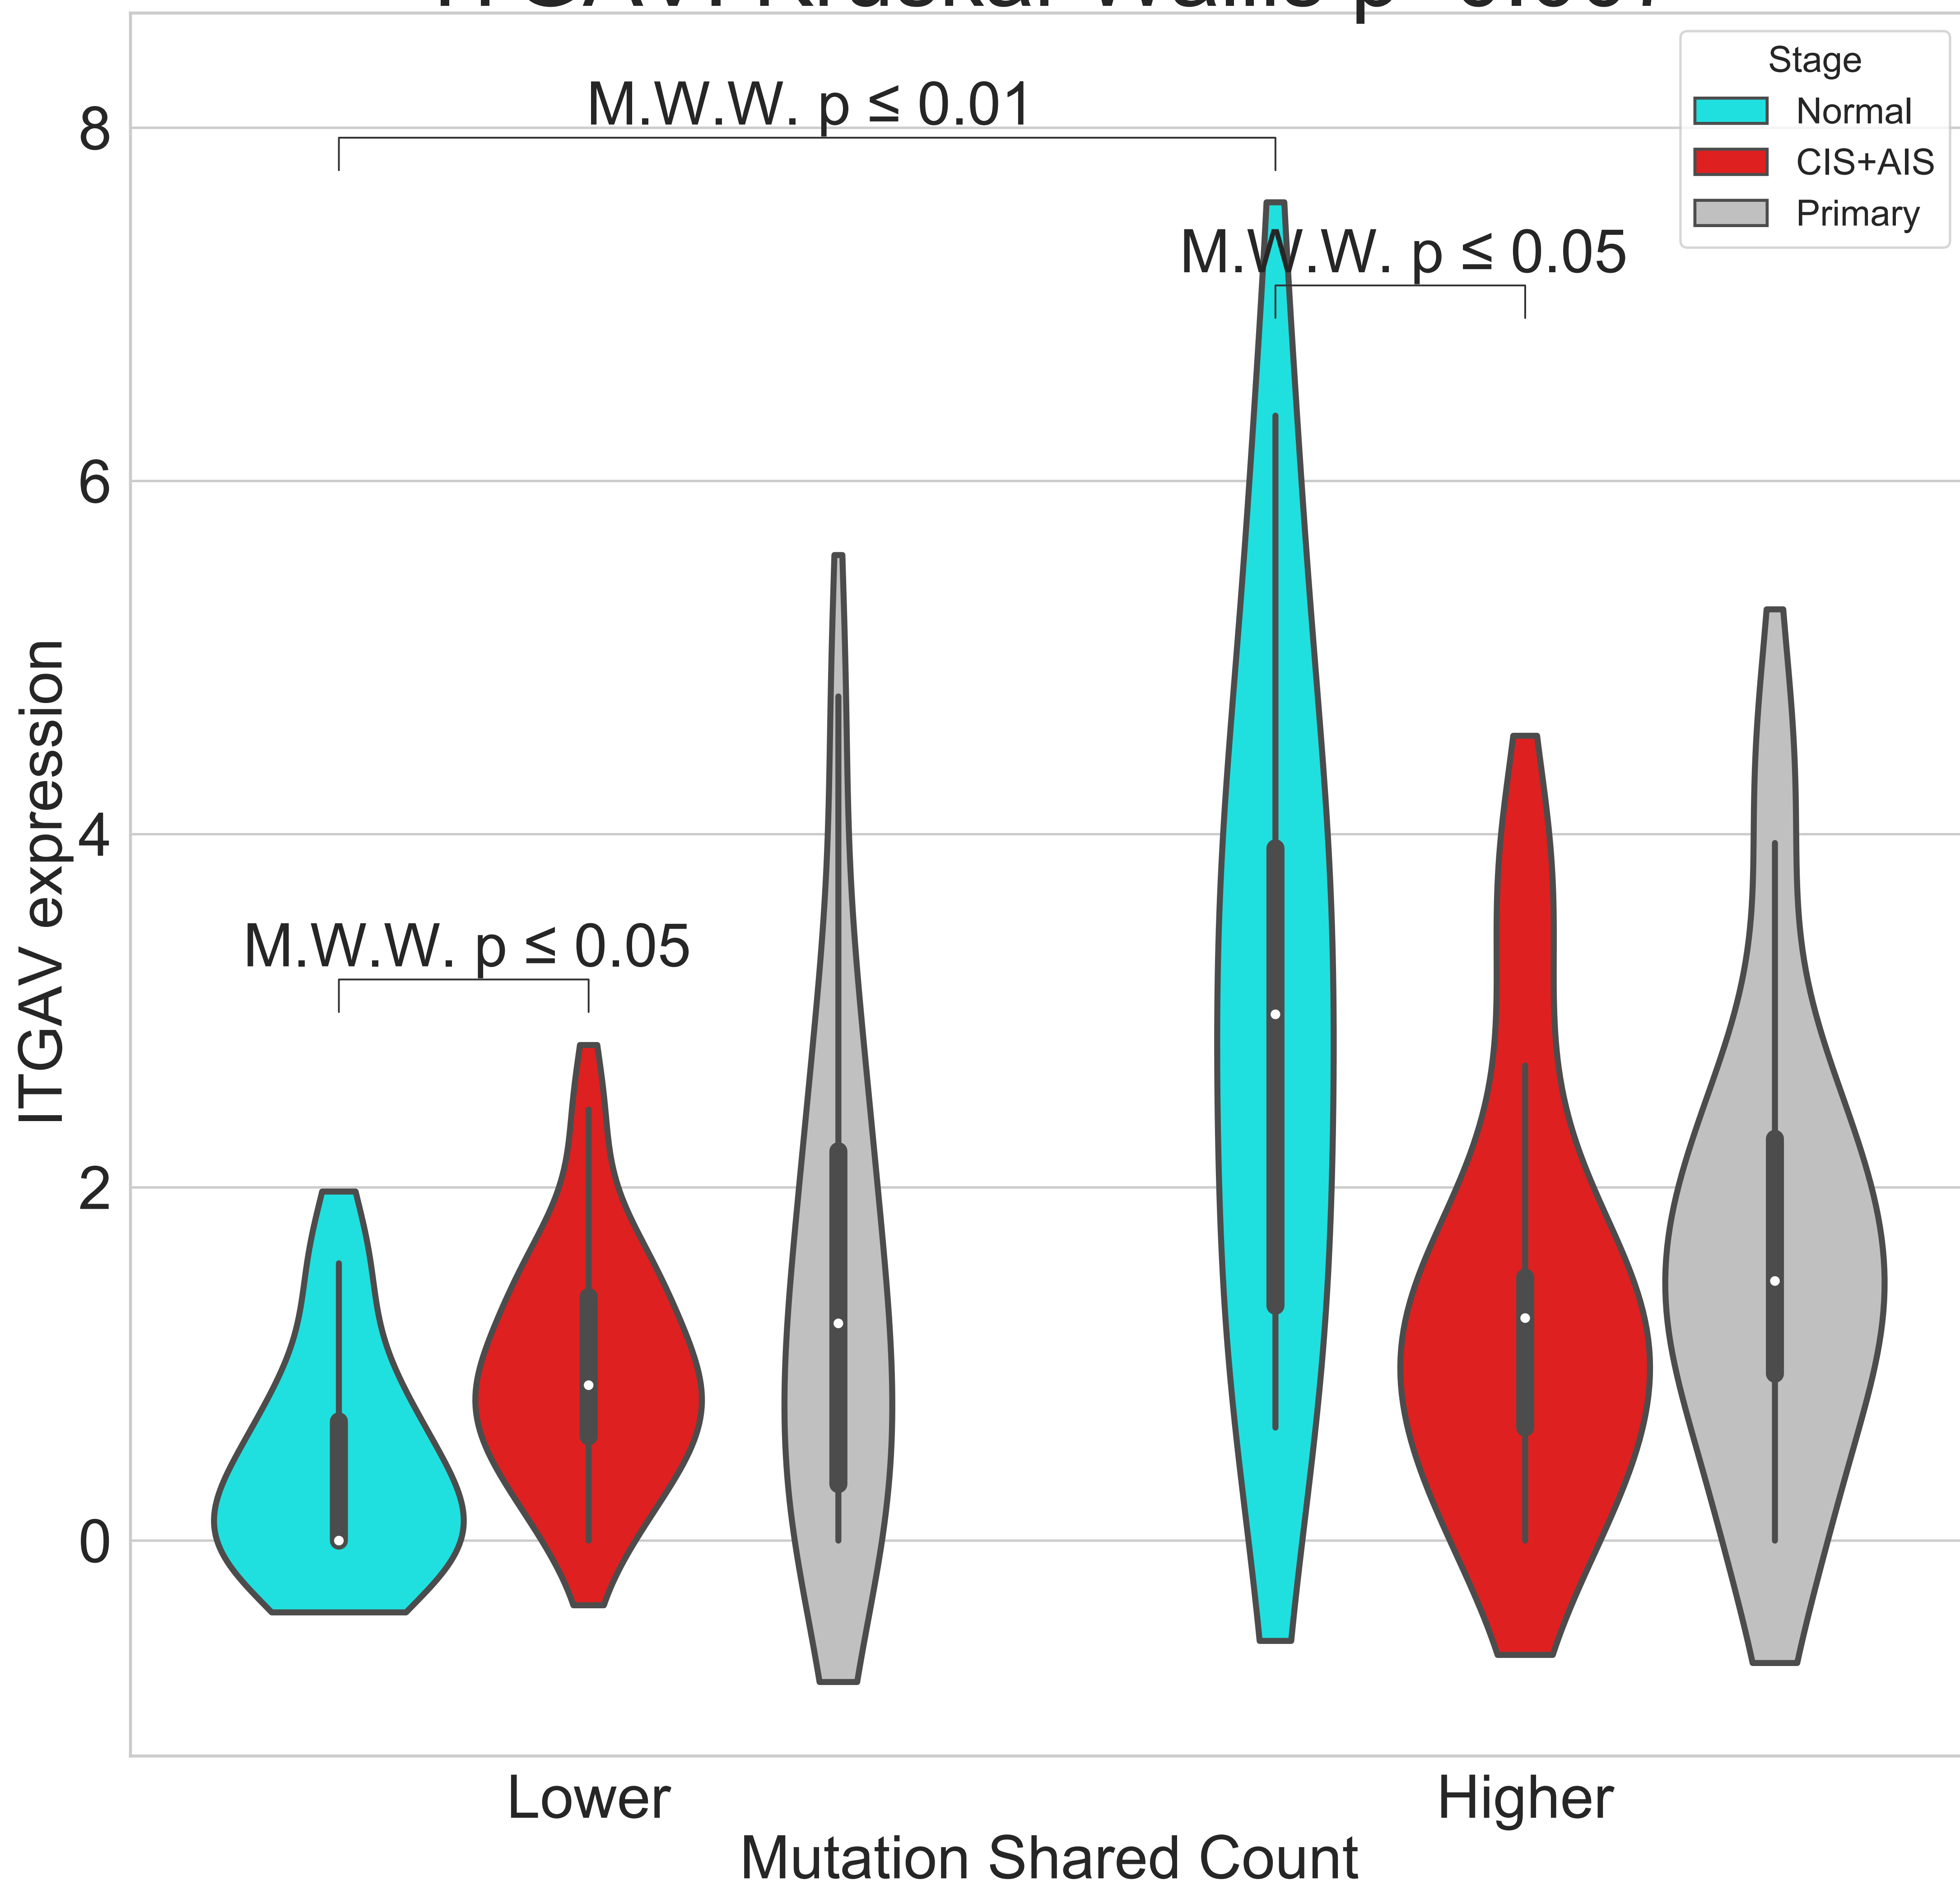 Stage
Normal
CIS+AIS
Primary
M.W.W. p ≤ 0.01
M.W.W. p ≤ 0.05
M.W.W. p ≤ 0.05
8
6
4
2
0
ITGAV expression
Lower
Higher
Mutation Shared Count